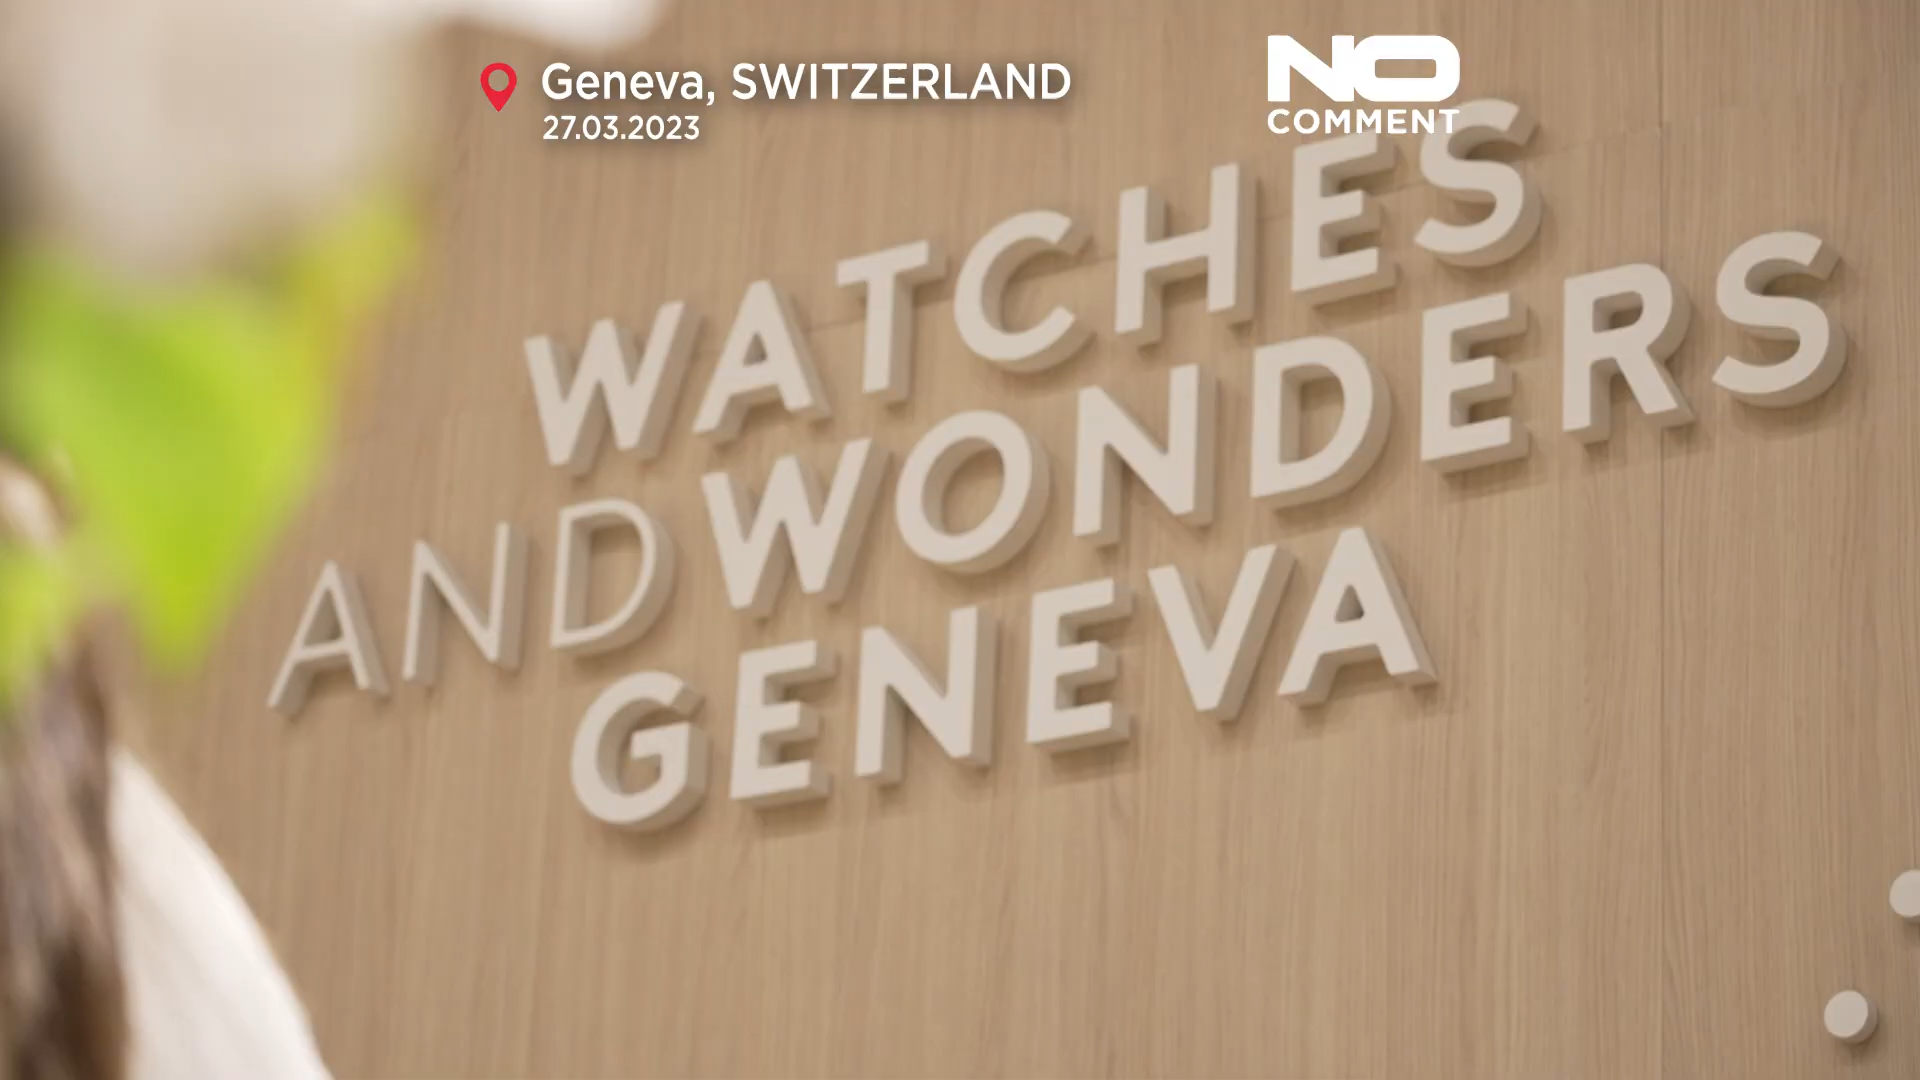 Geneva, SWITZERLAND
27.03.2023
NO
COMMENT
WATCHES
AND WONDERS
GENEVA